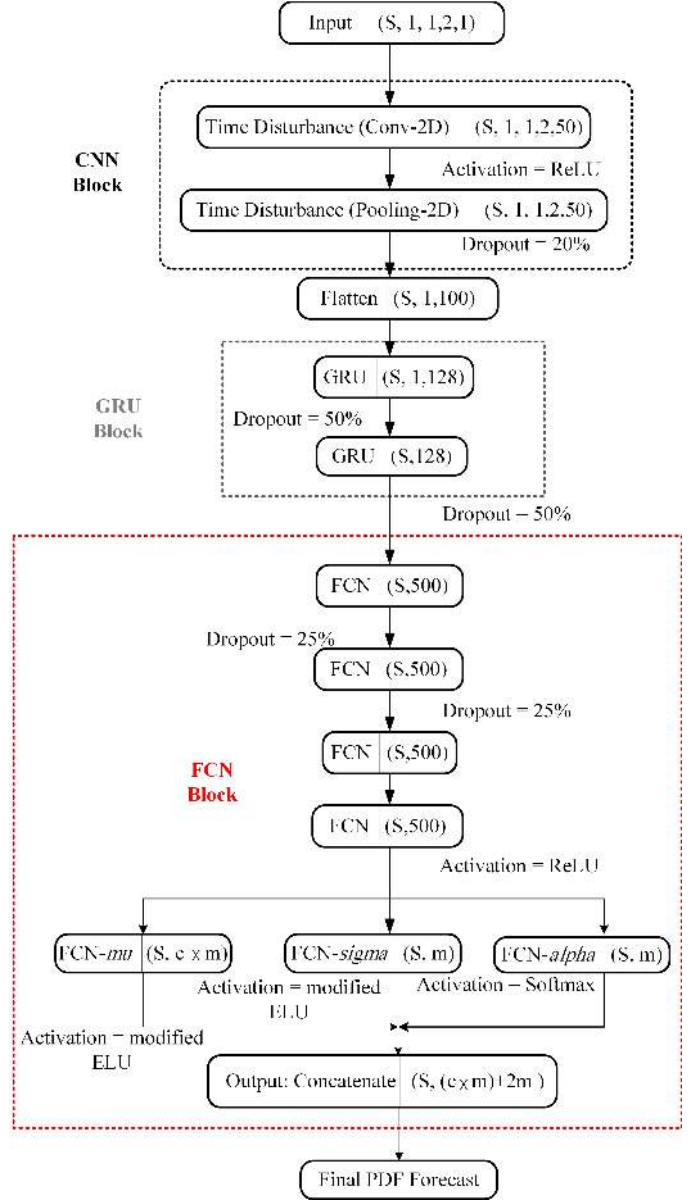 Input (S, 1, 1,2,1)
Time Disturbance (Conv-2D) (S, 1, 1,2,50)
CNN
Block
Activation = ReLU
Time Disturbance (Pooling-2D) (S, 1, 1,2,50)
Dropout = 20%
Flatten (S, 1,100)
GRU (S, 1,128)
GRU
Block
Dropout = 50%
GRU (S,128)
Dropout = 50%
FCN (S,500)
Dropout = 25%
FCN (S,500)
Dropout = 25%
FCN (S,500)
FCN
Block
FCN (S,500)
Activation = ReLU
FCN-mu (S, c × m)
FCN-sigma (S, m)
FCN-alpha (S, m)
Activation = modified
ELU
Activation = Softmax
Activation = modified
ELU
Output: Concatenate (S, (c×m)+2m )
Final PDF Forecast